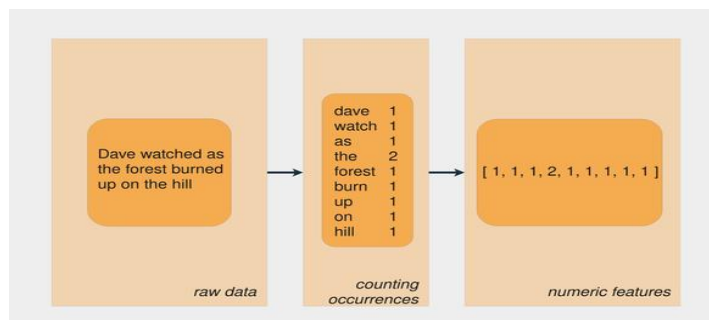 Dave watched as
the forest burned
up on the hill
raw data
dave 1
watch 1
as 1
the 2
forest 1
burn 1
up 1
on 1
hill 1
counting
occurrences
[ 1, 1, 1, 2, 1, 1, 1, 1, 1 ]
numeric features